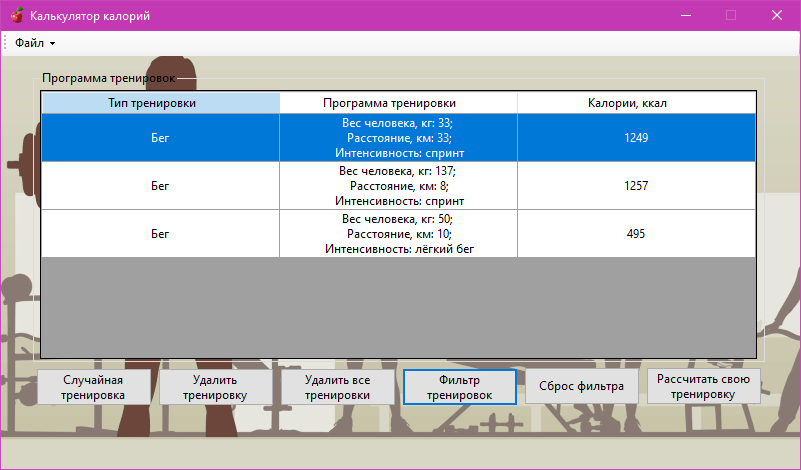 Калькулятор калорий
Файл
Программа тренировок
Тип тренировки Программа тренировки Калории, ккал
Вес человека, кг: 33;
Бег Расстояние, км: 33; 1249
Интенсивность: спринт
Вес человека, кг: 137;
Бег Расстояние, км: 8; 1257
Интенсивность: спринт
Вес человека, кг: 50;
Бег Расстояние, км: 10; 495
Интенсивность: лёгкий бег
Случайная
тренировка
Удалить
тренировку
Удалить все
тренировки
Фильтр
тренировок
Сброс фильтра
Рассчитать свою
тренировку